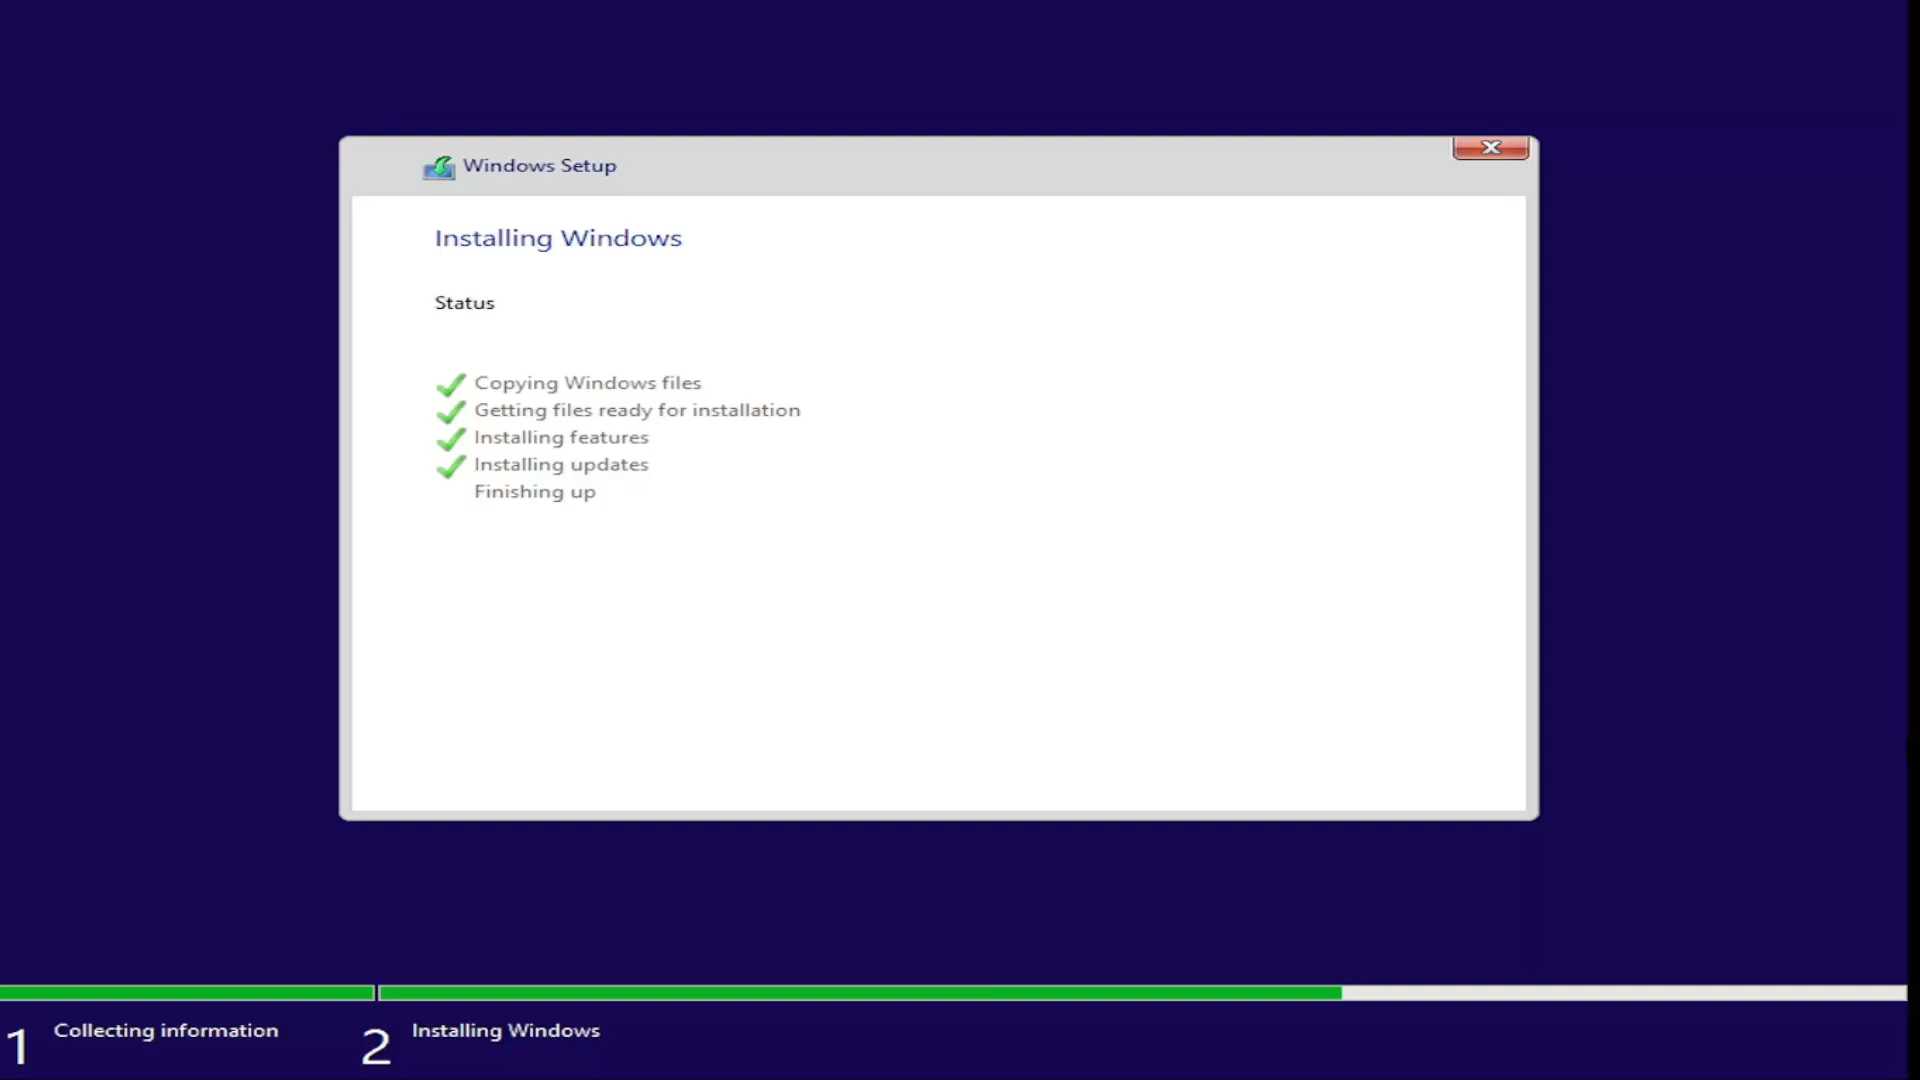 Windows Setup
Installing Windows
Status
Copying Windows files
Getting files ready for installation
Installing features
Installing updates
Finishing up
1 Collecting information
2 Installing Windows